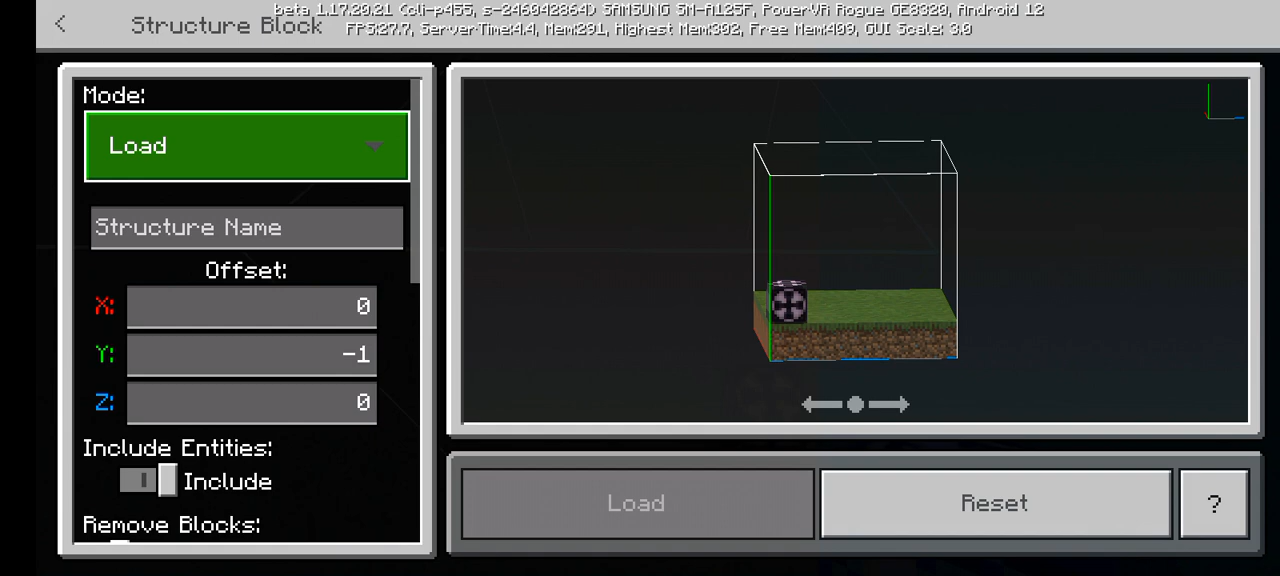 beta 1.17.20.21 (cli-p455, s-246042864) SAMSUNG SM-A125F, PowerVR Rogue GE8320, Android 12
Structure Block
FPS:27.7, ServerTime:4.4, Mem:291, Highest Mem:302, Free Mem:409, GUI Scale: 3.0
Mode:
Load
Structure Name
Offset:
X: 0
Y: -1
Z: 0
Include Entities:
Include
Remove Blocks:
Load
Reset
?